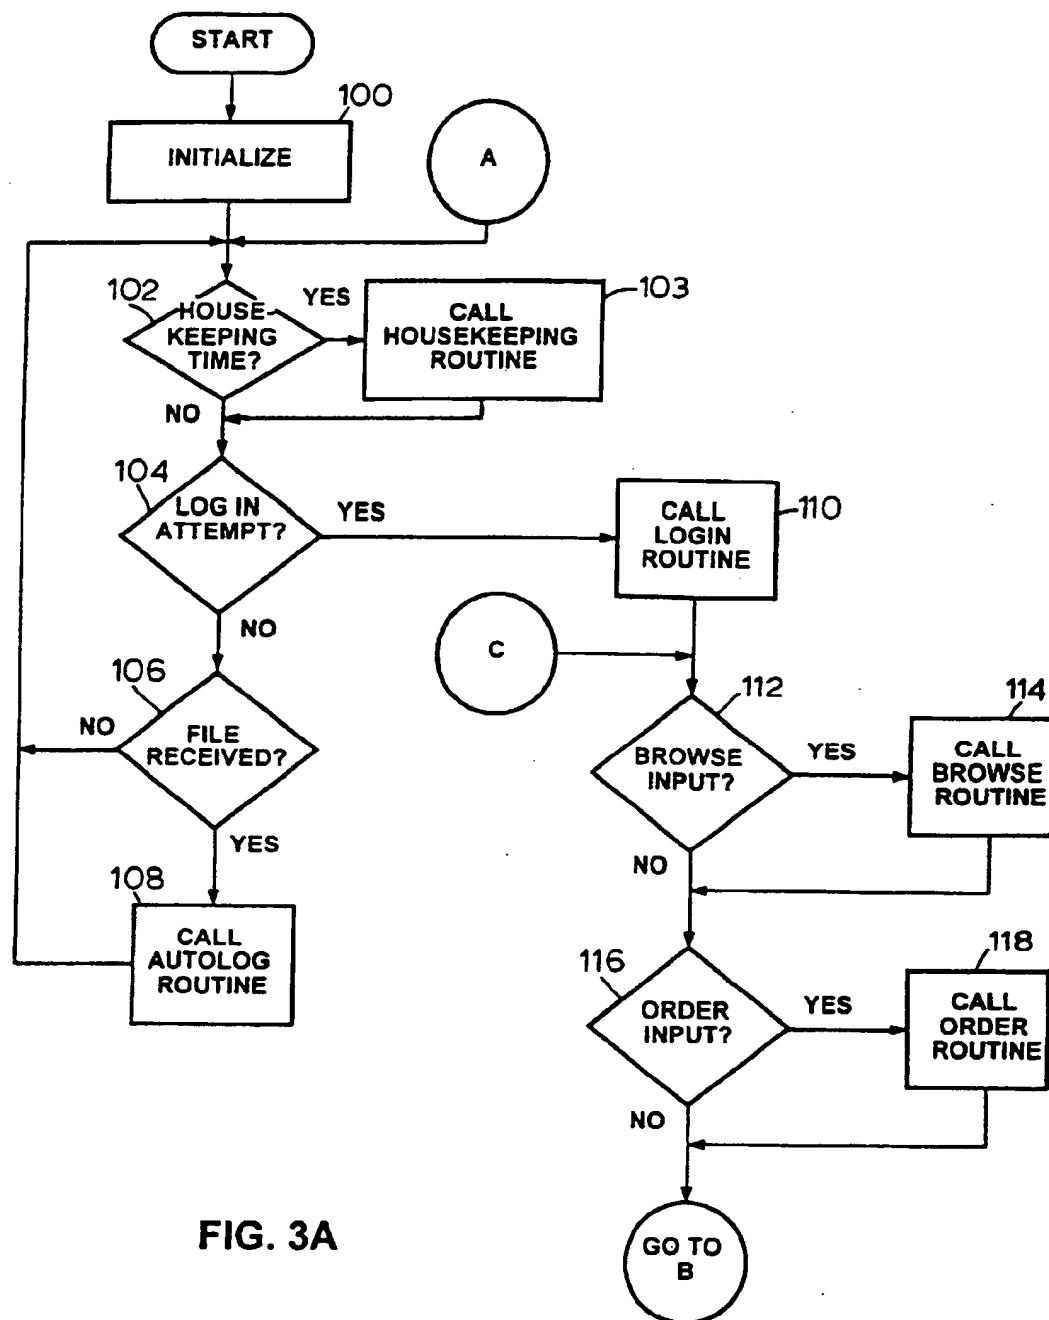 START
100
INITIALIZE
A
102
HOUSE-
KEEPING
TIME?
YES
103
CALL
HOUSEKEEPING
ROUTINE
NO
104
LOG IN
ATTEMPT?
YES
CALL
LOGIN
ROUTINE
110
NO
C
106
FILE
RECEIVED?
NO
YES
108
CALL
AUTOLOG
ROUTINE
112
BROWSE
INPUT?
YES
114
CALL
BROWSE
ROUTINE
NO
116
ORDER
INPUT?
YES
118
CALL
ORDER
ROUTINE
NO
GO TO
B
FIG. 3A